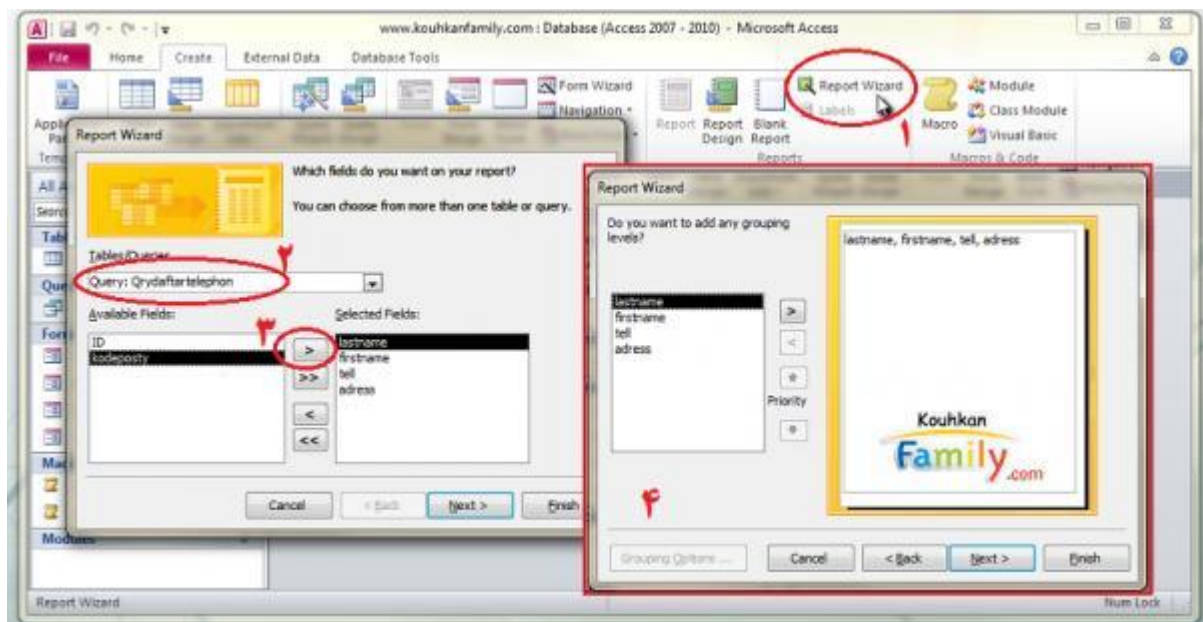 www.kouhkanfamily.com : Database (Access 2007 - 2010) - Microsoft Access
File Home Create External Data Database Tools
Form Wizard
Navigation
Report Report Design Blank Report
Report Wizard
Labels
۱
Macro
Module
Class Module
Visual Basic
Reports
Macros & Code
Report Wizard
Which fields do you want on your report?
You can choose from more than one table or query.
Tables/Queries
۲
Query: Qrydaftartelephon
Available Fields:
Selected Fields:
ID
kodeposty
۳
>
>>
<
<<
lastname
firstname
tell
adress
Cancel < Back Next > Finish
Report Wizard
Do you want to add any grouping levels?
lastname
firstname
tell
adress
>
<
Priority
lastname, firstname, tell, adress
Kouhkan
Family.com
۴
Grouping Options ... Cancel < Back Next > Finish
Modules
Report Wizard
Num Lock